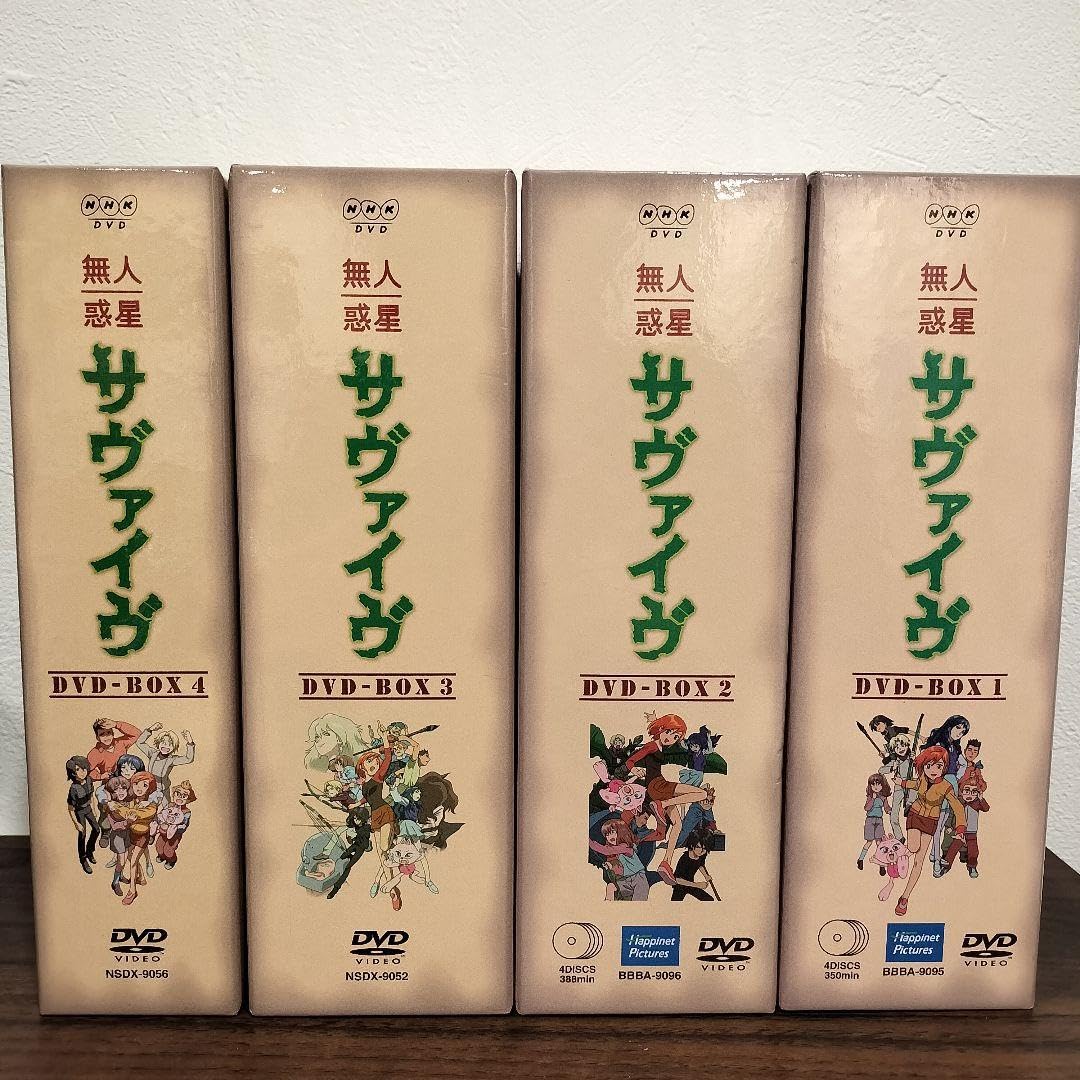 NHK
DVD
無人
惑星
サヴァイヴ
DVD-BOX 4
DVD
VIDEO
NSDX-9056
NHK
DVD
無人
惑星
サヴァイヴ
DVD-BOX 3
DVD
VIDEO
NSDX-9052
NHK
DVD
無人
惑星
サヴァイヴ
DVD-BOX 2
4DISCS
388min
Happinet
Pictures
BBBA-9096
DVD
VIDEO
NHK
DVD
無人
惑星
サヴァイヴ
DVD-BOX 1
4DISCS
350min
Happinet
Pictures
BBBA-9095
DVD
VIDEO